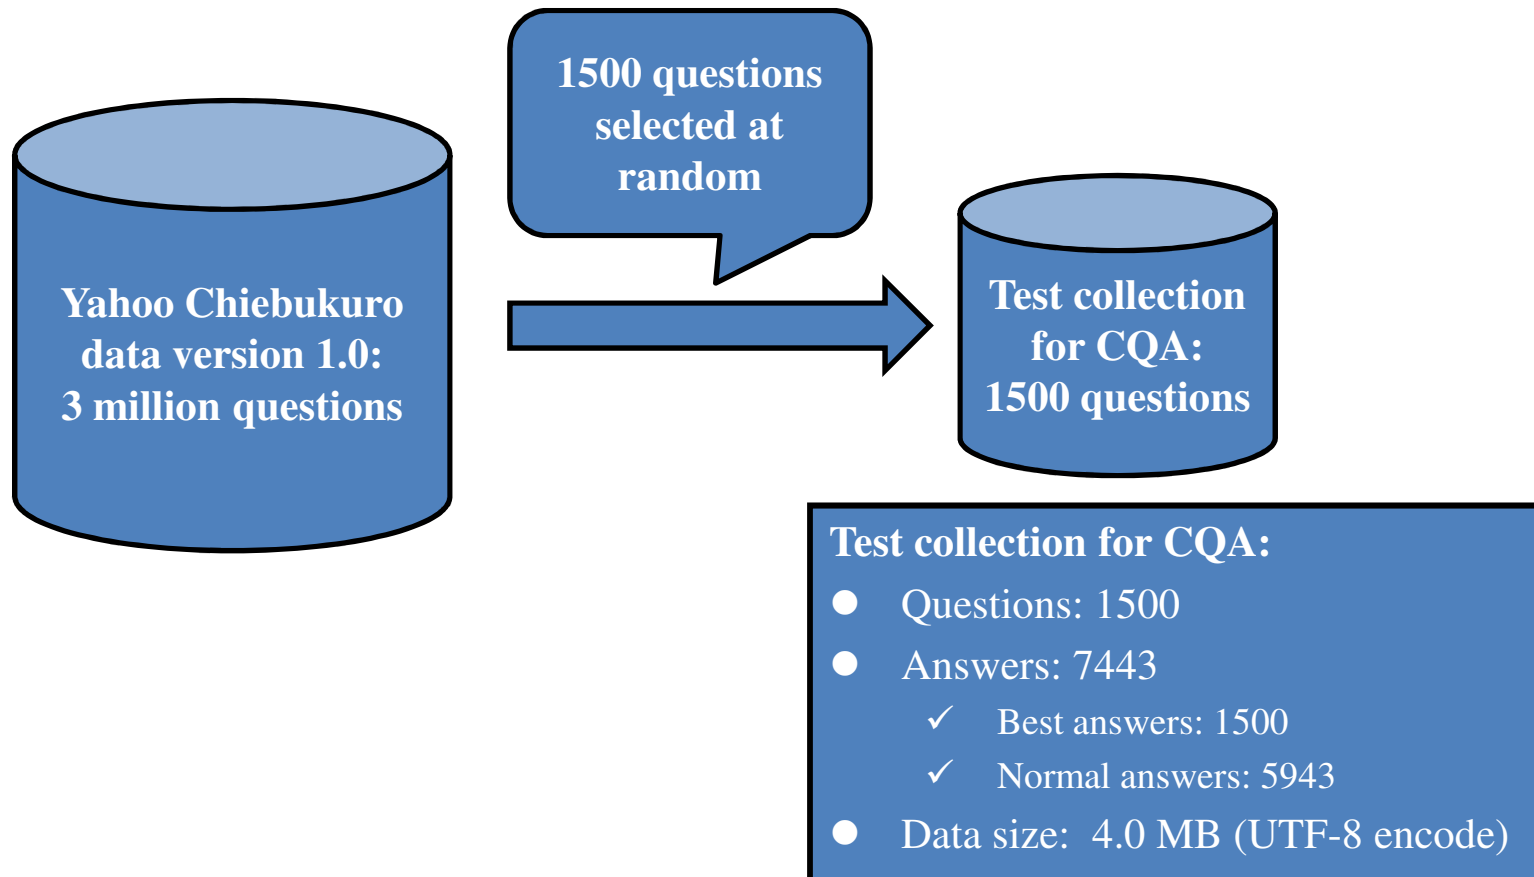 1500 questions
selected at
random
Yahoo Chiebukuro
data version 1.0:
3 million questions
Test collection
for CQA:
1500 questions
Test collection for CQA:
● Questions: 1500
● Answers: 7443
✓ Best answers: 1500
✓ Normal answers: 5943
● Data size: 4.0 MB (UTF-8 encode)